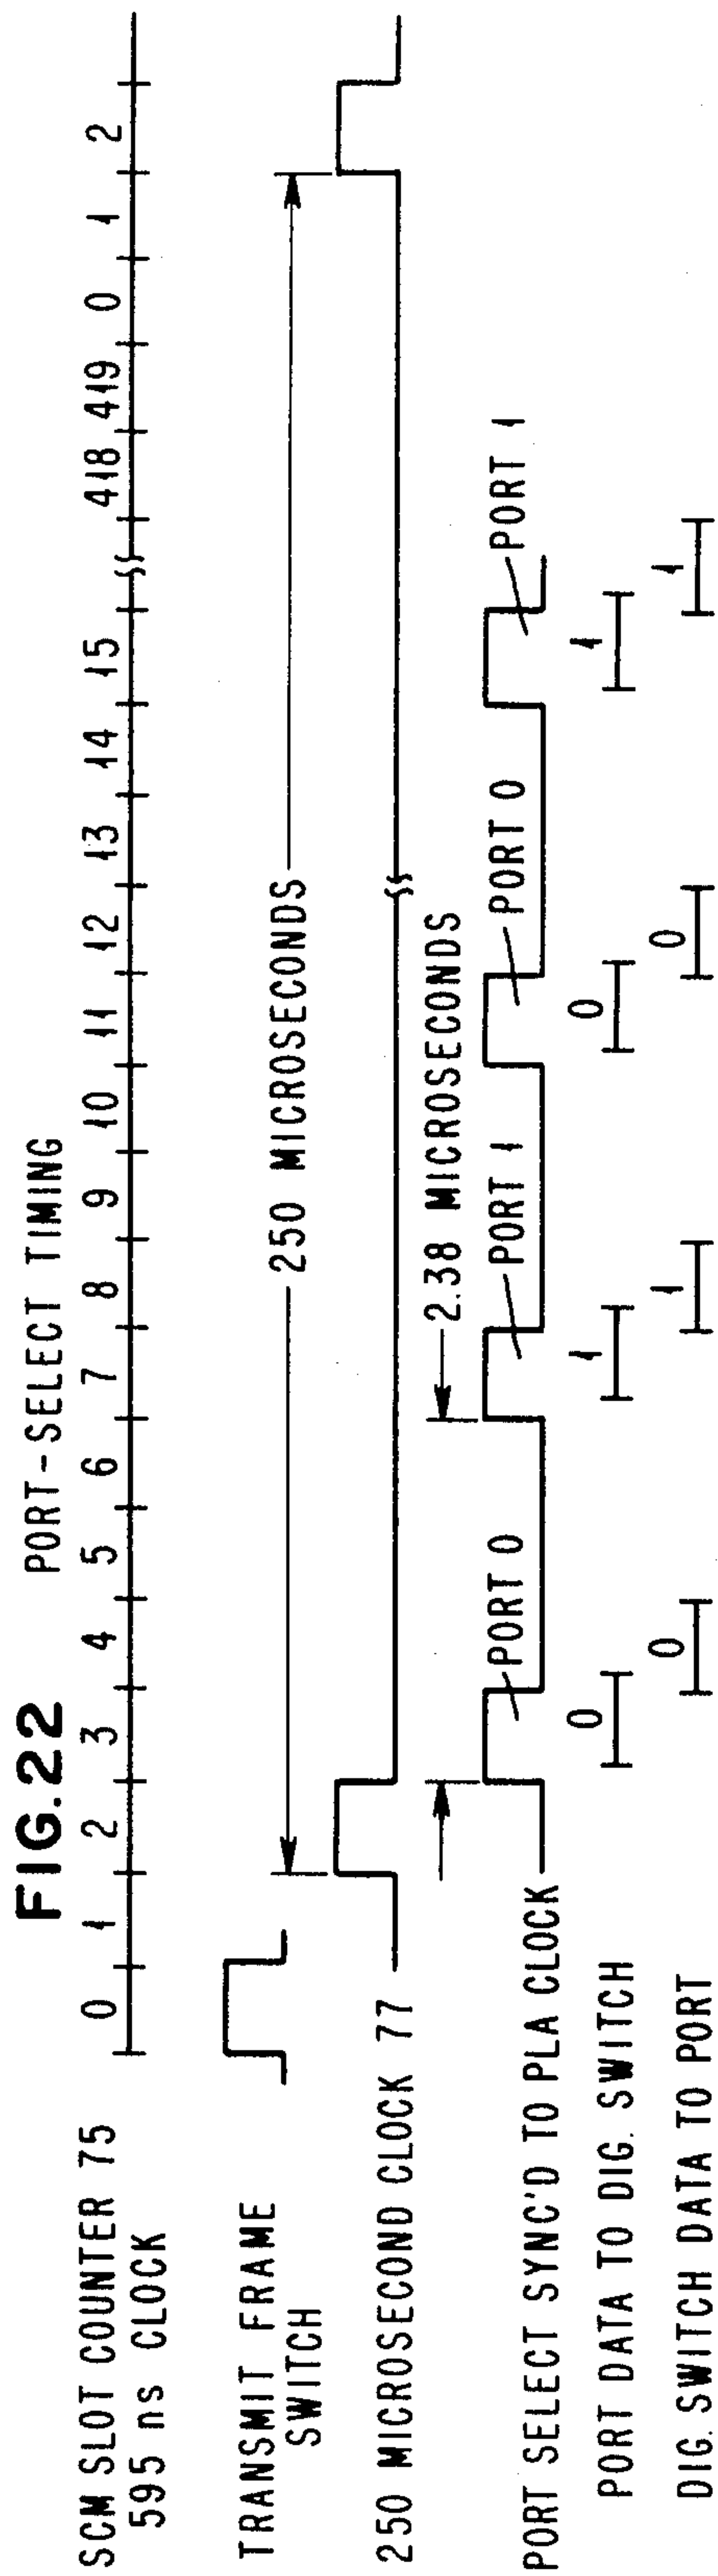 FIG.22 PORT-SELECT TIMING
SCM SLOT COUNTER 75
595 ns CLOCK
0 1 2 3 4 5 6 7 8 9 10 11 12 13 14 15 418 419 0 1 2
TRANSMIT FRAME
SWITCH
250 MICROSECONDS
250 MICROSECOND CLOCK 77
2.38 MICROSECONDS
PORT SELECT SYNC'D TO PLA CLOCK
PORT 0 PORT 1 PORT 0 PORT 1
PORT DATA TO DIG. SWITCH
0 1 0 1
DIG. SWITCH DATA TO PORT
0 1 0 1